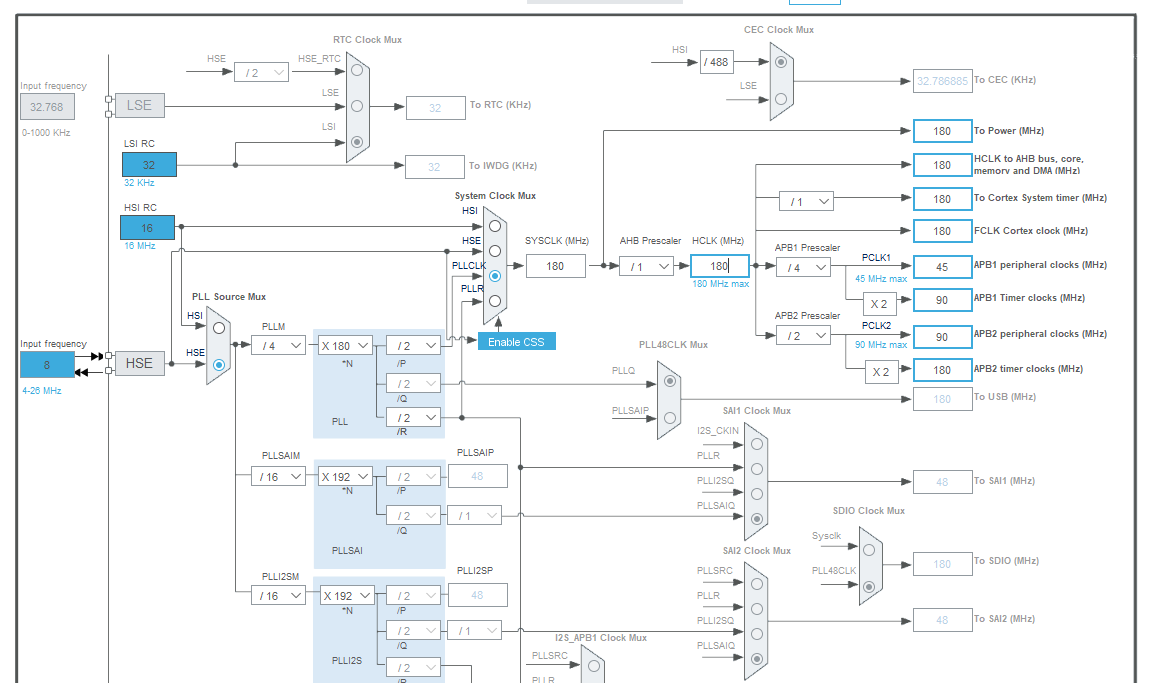 RTC Clock Mux
CEC Clock Mux
HSE
/ 2
HSE_RTC
HSI
/ 488
LSE
32.786885
To CEC (KHz)
Input frequency
32.768
0-1000 KHz
LSE
LSE
32
To RTC (KHz)
LSI
LSI RC
32
32 KHz
32
To IWDG (KHz)
180
To Power (MHz)
180
HCLK to AHB bus, core,
memory and DMA (MHz)
HSI RC
16
16 MHz
System Clock Mux
HSI
HSE
PLLCLK
PLLR
SYSCLK (MHz)
180
AHB Prescaler
/ 1
HCLK (MHz)
180
180 MHz max
/ 1
180
To Cortex System timer (MHz)
180
FCLK Cortex clock (MHz)
APB1 Prescaler
/ 4
PCLK1
45 MHz max
45
APB1 peripheral clocks (MHz)
X 2
90
APB1 Timer clocks (MHz)
APB2 Prescaler
/ 2
PCLK2
90 MHz max
90
APB2 peripheral clocks (MHz)
X 2
180
APB2 timer clocks (MHz)
PLL Source Mux
HSI
HSE
Input frequency
8
4-26 MHz
HSE
PLLM
/ 4
X 180
*N
/ 2
/P
/ 2
/Q
/ 2
/R
PLL
Enable CSS
PLL48CLK Mux
PLLQ
PLLSAIP
180
To USB (MHz)
PLLSAIM
/ 16
X 192
*N
/ 2
/P
PLLSAIP
48
/ 2
/Q
/ 1
PLLSAI
SAI1 Clock Mux
I2S_CKIN
PLLR
PLLI2SQ
PLLSAIQ
48
To SAI1 (MHz)
SDIO Clock Mux
Sysclk
PLL48CLK
180
To SDIO (MHz)
PLLI2SM
/ 16
X 192
*N
/ 2
/P
PLLI2SP
48
/ 2
/Q
/ 1
/ 2
PLLI2S
SAI2 Clock Mux
PLLSRC
PLLR
PLLI2SQ
PLLSAIQ
48
To SAI2 (MHz)
I2S_APB1 Clock Mux
PLLSRC
PLLR